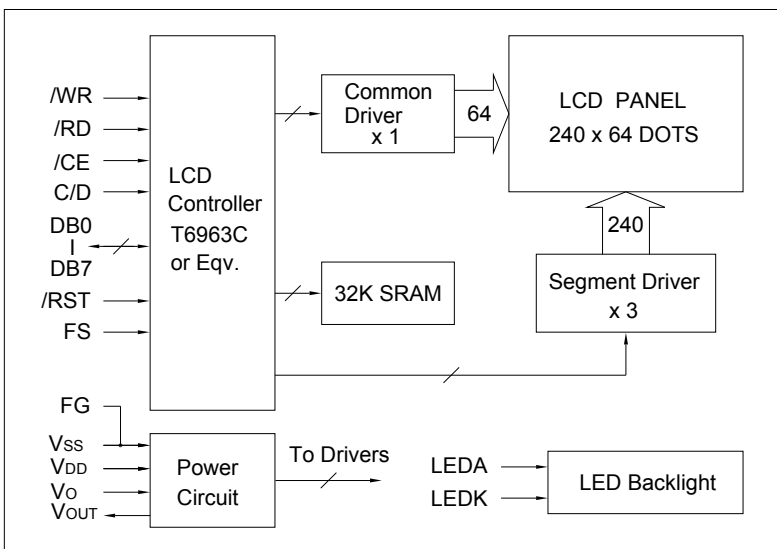 /WR
/RD
/CE
C/D
DB0
DB7
/RST
FS
LCD
Controller
T6963C
or Eqv.
Common
Driver
x 1
64
LCD PANEL
240 x 64 DOTS
240
32K SRAM
Segment Driver
x 3
FG
VSS
VDD
VO
VOUT
Power
Circuit
To Drivers
LEDA
LEDK
LED Backlight